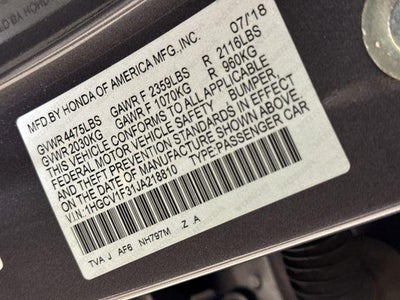 MFD BY HONDA OF AMERICA MFG.,INC. 07/18
GVWR 4475LBS GAWR F 2359LBS R 2116LBS
GVWR 2030KG GAWR F 1070KG R 960KG
THIS VEHICLE CONFORMS TO ALL APPLICABLE
FEDERAL MOTOR VEHICLE SAFETY, BUMPER,
AND THEFT PREVENTION STANDARDS IN EFFECT
ON THE DATE OF MANUFACTURE SHOWN ABOVE.
V.I.N.:1HGCV1F31JA218810 TYPE:PASSENGER CAR
TVA J AF6 NH797M Z A